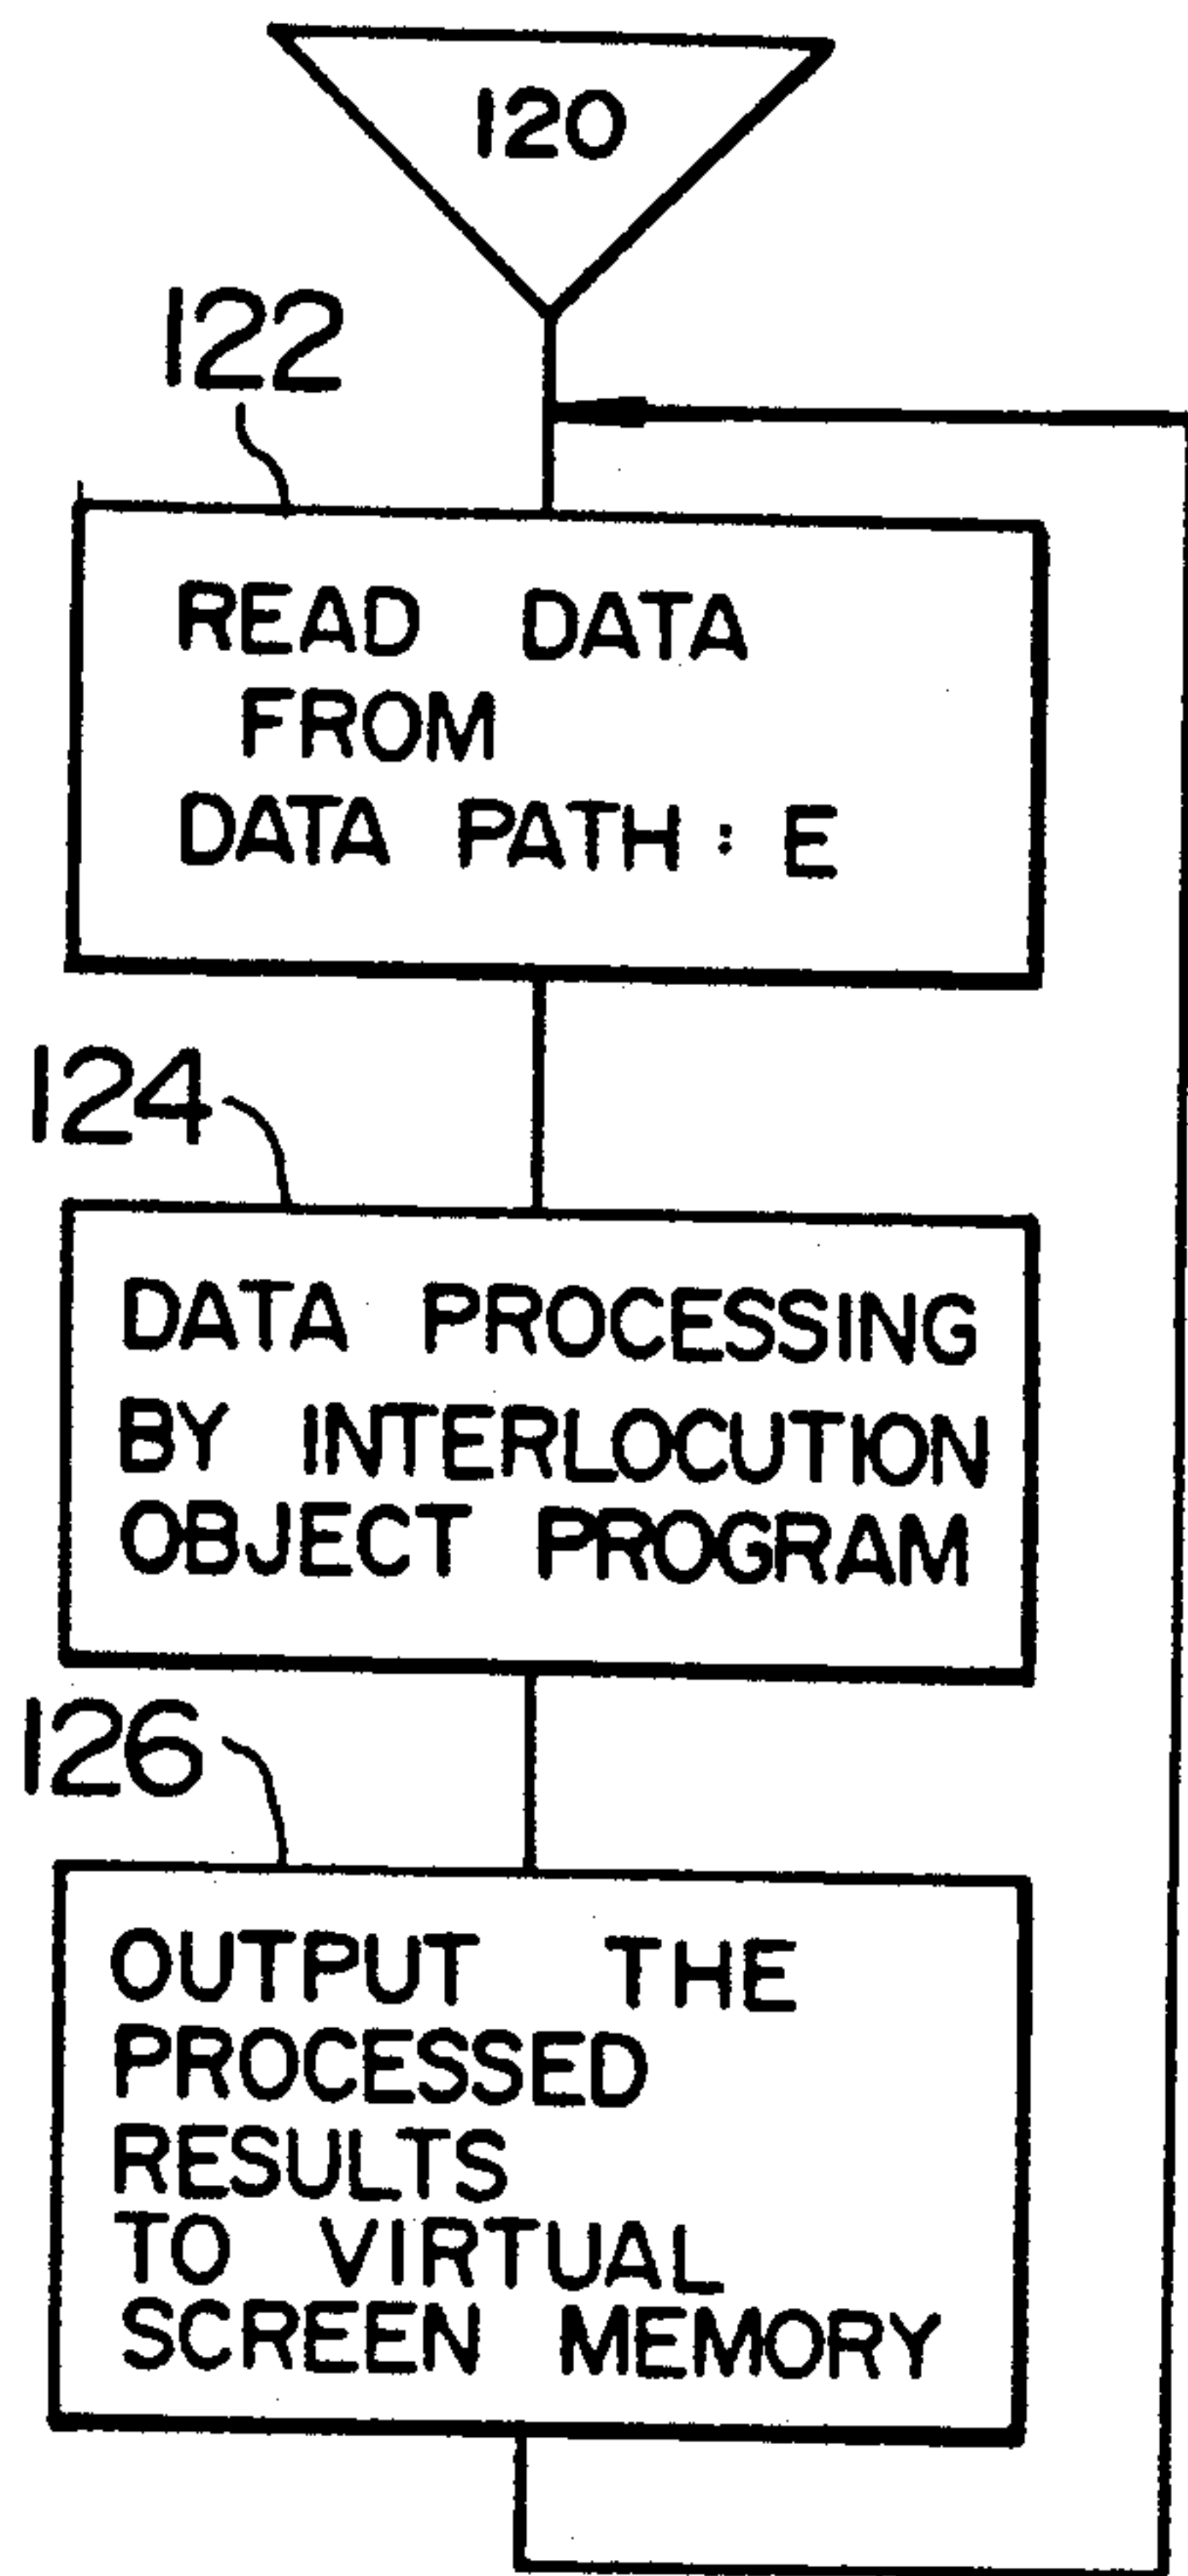 120
122
READ DATA
FROM
DATA PATH : E
124
DATA PROCESSING
BY INTERLOCUTION
OBJECT PROGRAM
126
OUTPUT THE
PROCESSED
RESULTS
TO VIRTUAL
SCREEN MEMORY